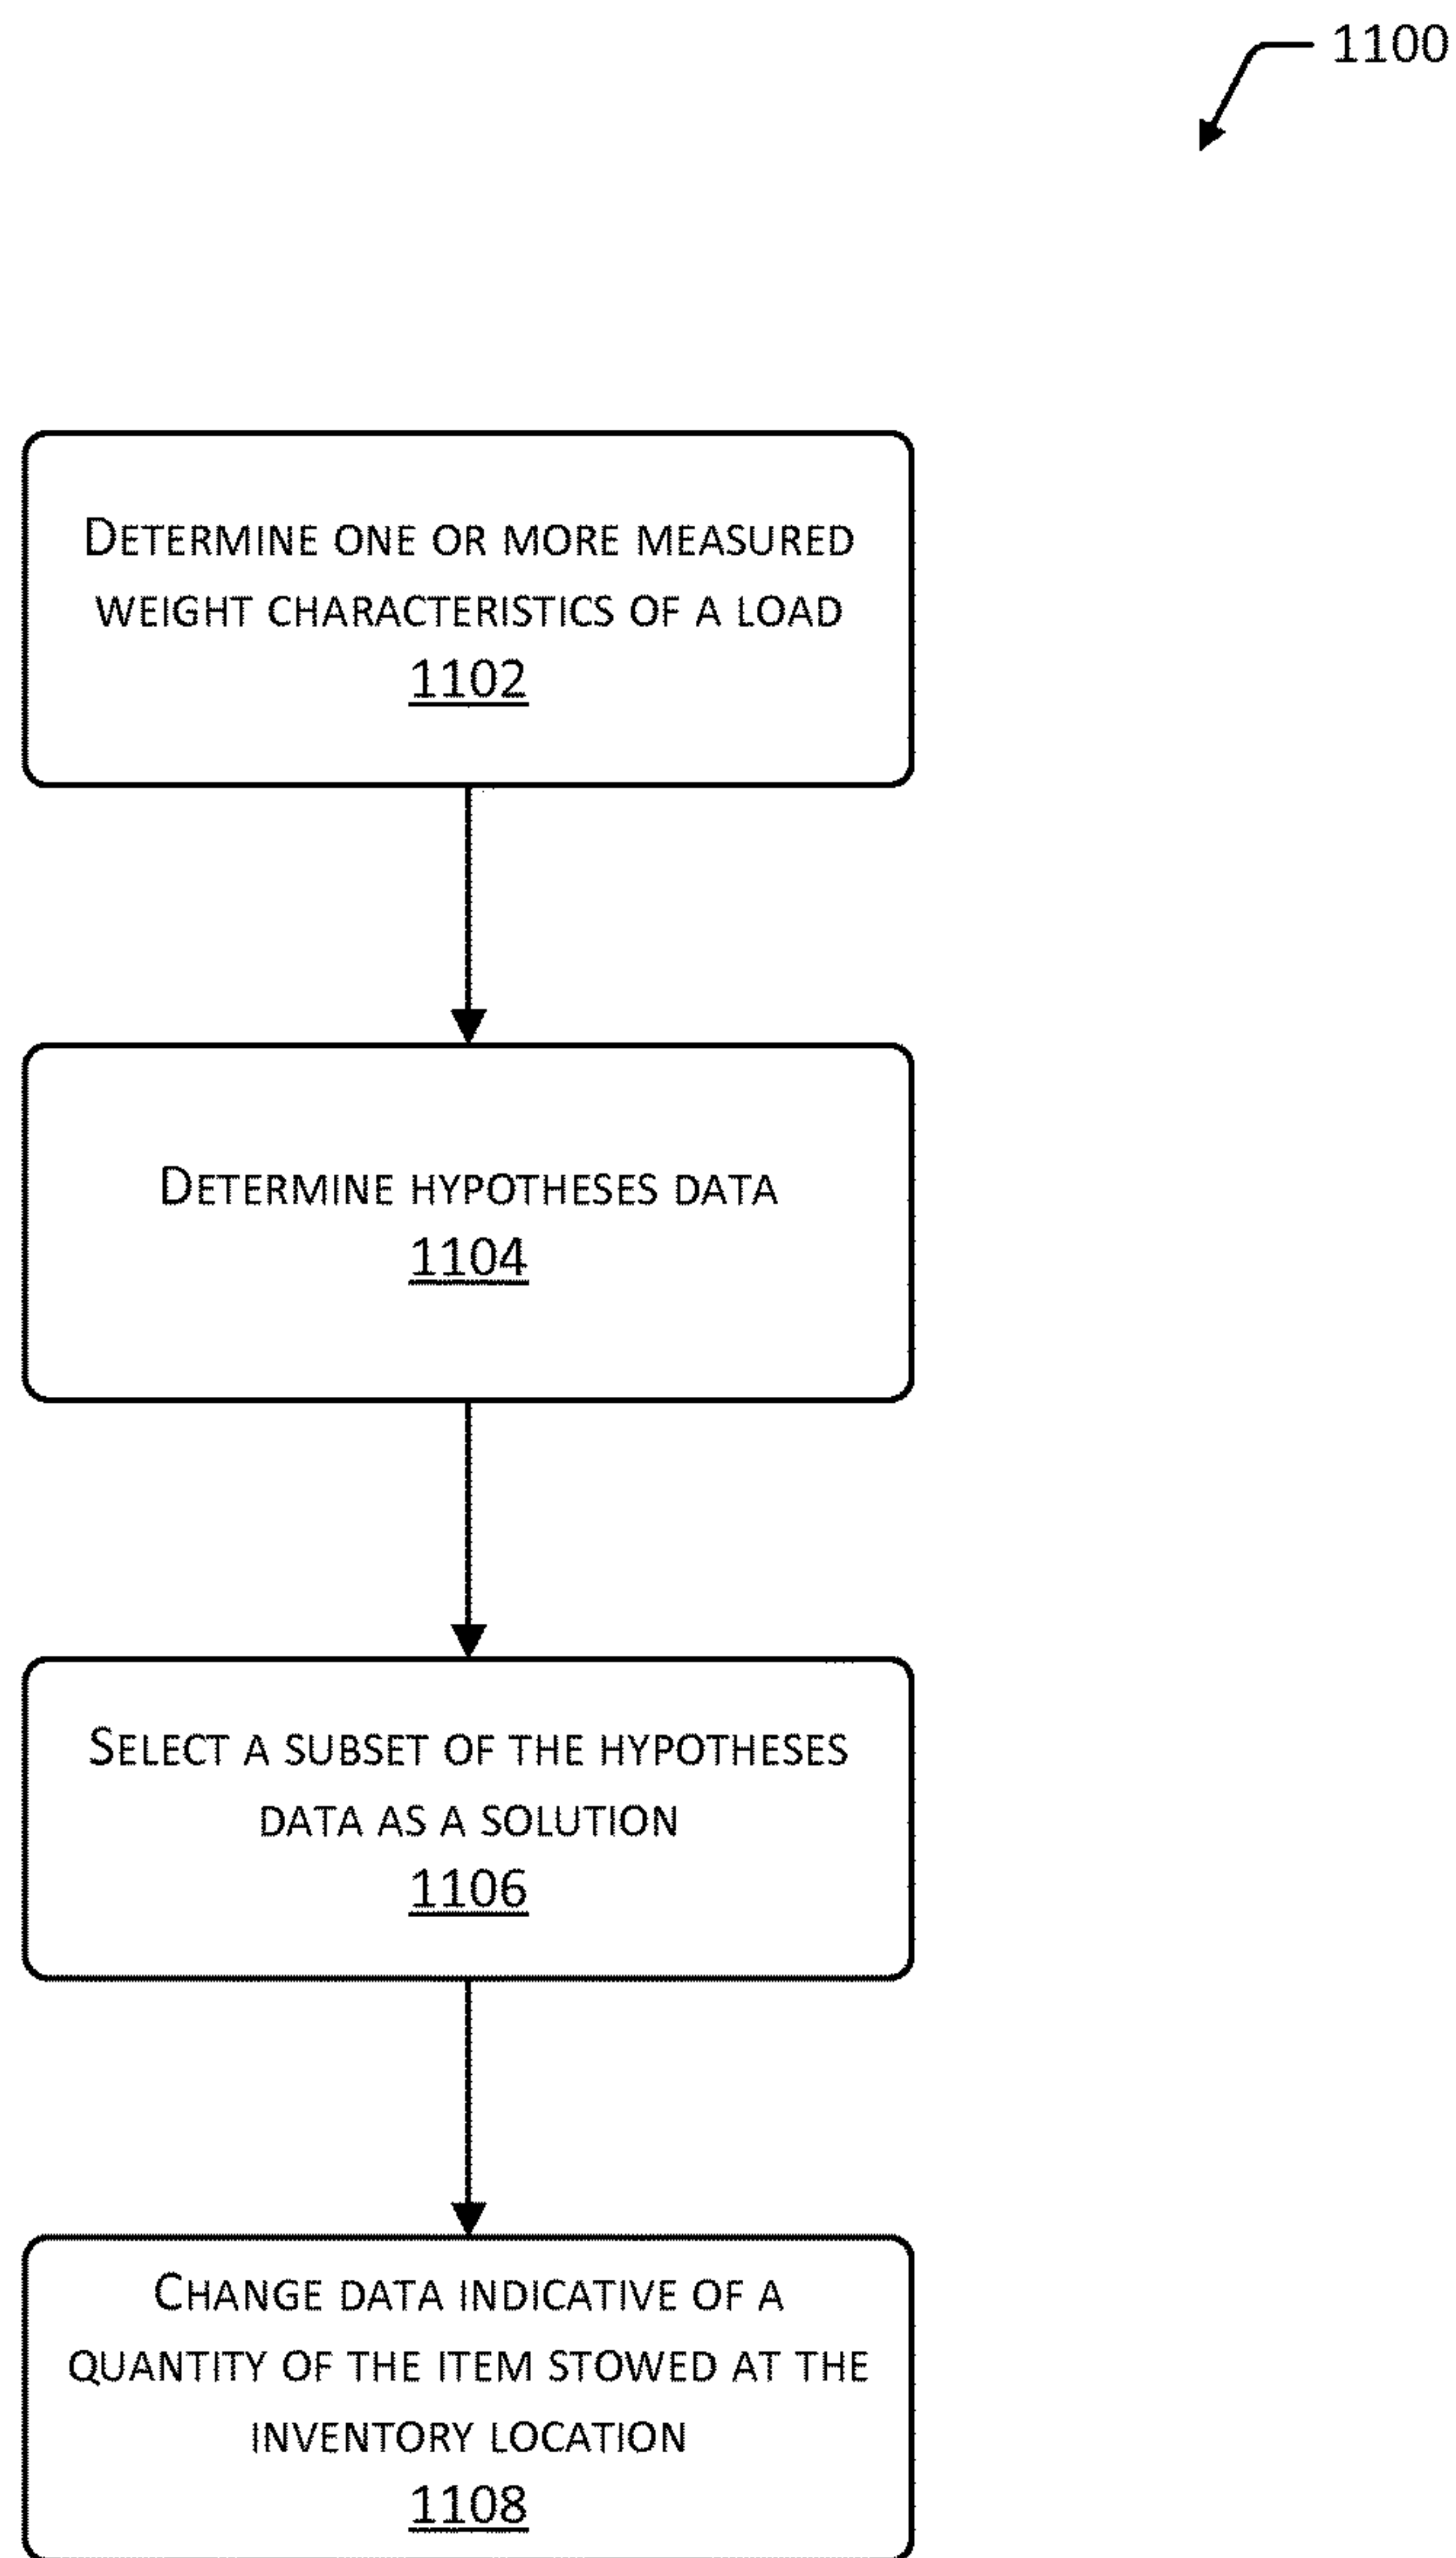 1100
DETERMINE ONE OR MORE MEASURED
WEIGHT CHARACTERISTICS OF A LOAD
1102
DETERMINE HYPOTHESES DATA
1104
SELECT A SUBSET OF THE HYPOTHESES
DATA AS A SOLUTION
1106
CHANGE DATA INDICATIVE OF A
QUANTITY OF THE ITEM STOWED AT THE
INVENTORY LOCATION
1108